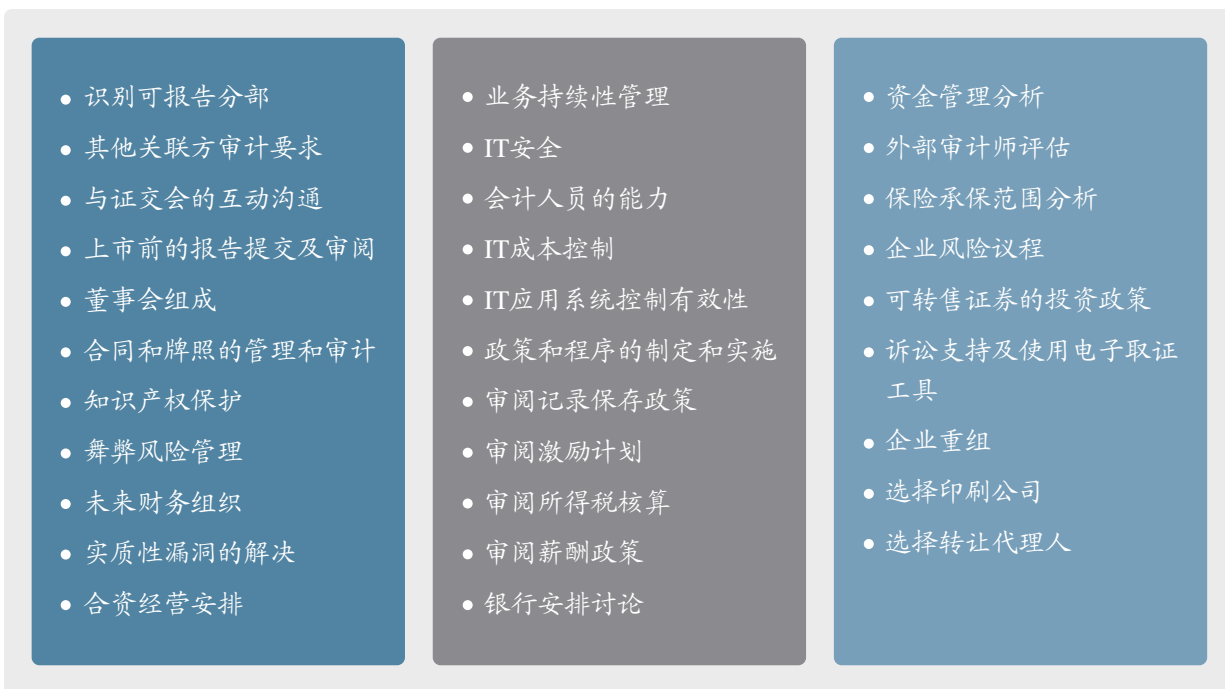 识别可报告分部
其他关联方审计要求
与证交会的互动沟通
上市前的报告提交及审阅
董事会组成
合同和牌照的管理和审计
知识产权保护
舞弊风险管理
未来财务组织
实质性漏洞的解决
合资经营安排
业务持续性管理
IT安全
会计人员的能力
IT成本控制
IT应用系统控制有效性
政策和程序的制定和实施
审阅记录保存政策
审阅激励计划
审阅所得税核算
审阅薪酬政策
银行安排讨论
资金管理分析
外部审计师评估
保险承保范围分析
企业风险议程
可转售证券的投资政策
诉讼支持及使用电子取证
工具
企业重组
选择印刷公司
选择转让代理人